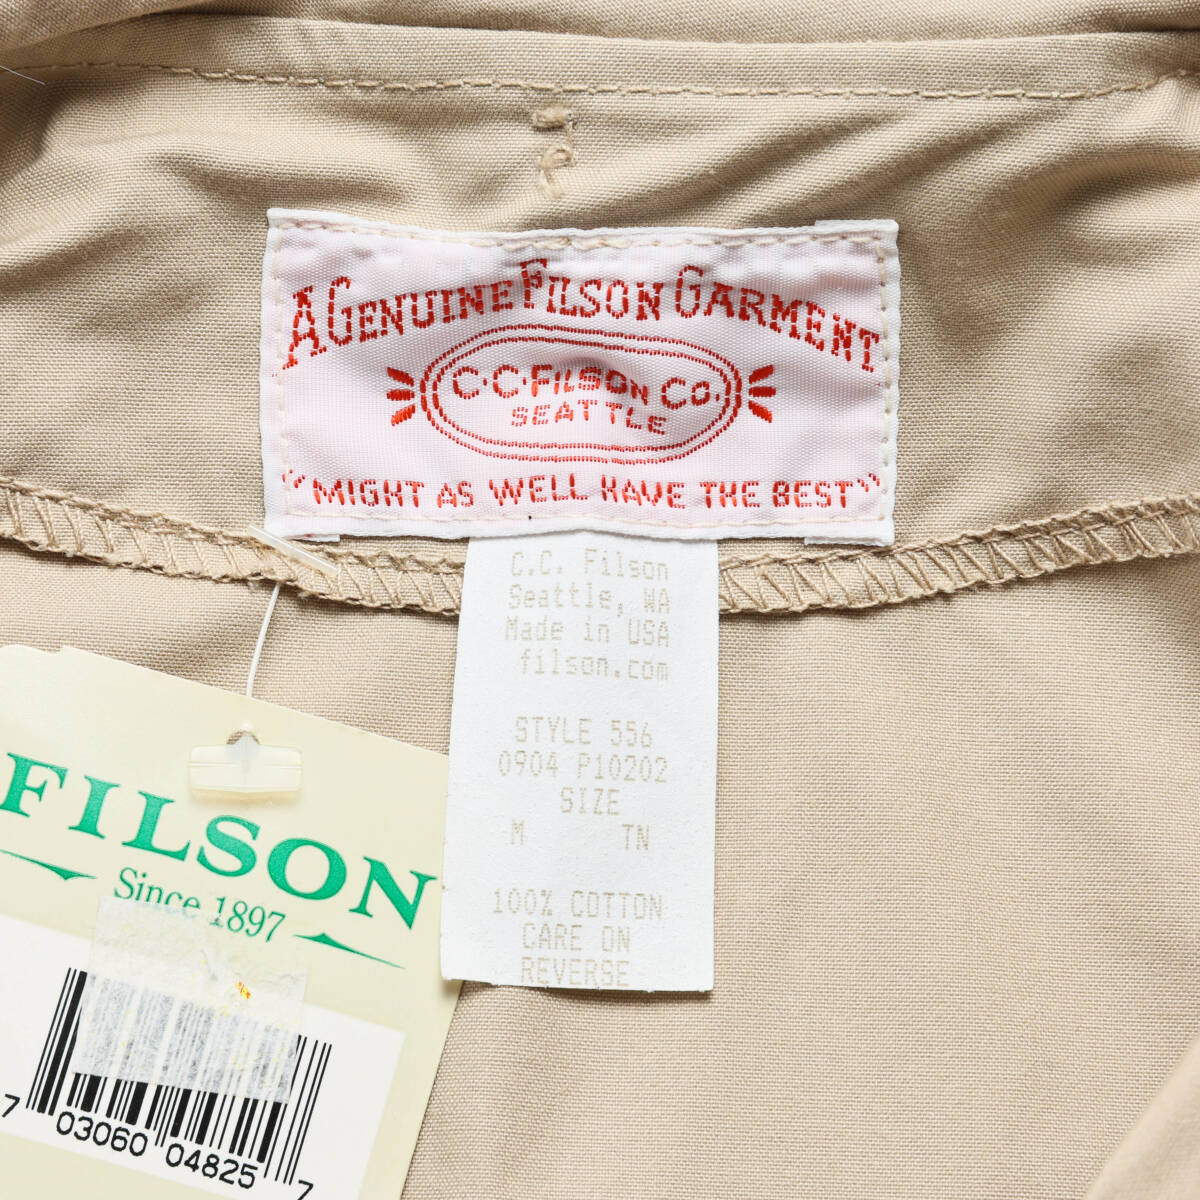 A GENUINE FILSON GARMENT
C.C. FILSON CO.
SEATTLE
"MIGHT AS WELL HAVE THE BEST"
C.C. Filson
Seattle, WA
Made in USA
filson.com
STYLE 556
0904 P10202
SIZE
M TN
100% COTTON
CARE ON
REVERSE
FILSON
Since 1897
7 03060 04825 7